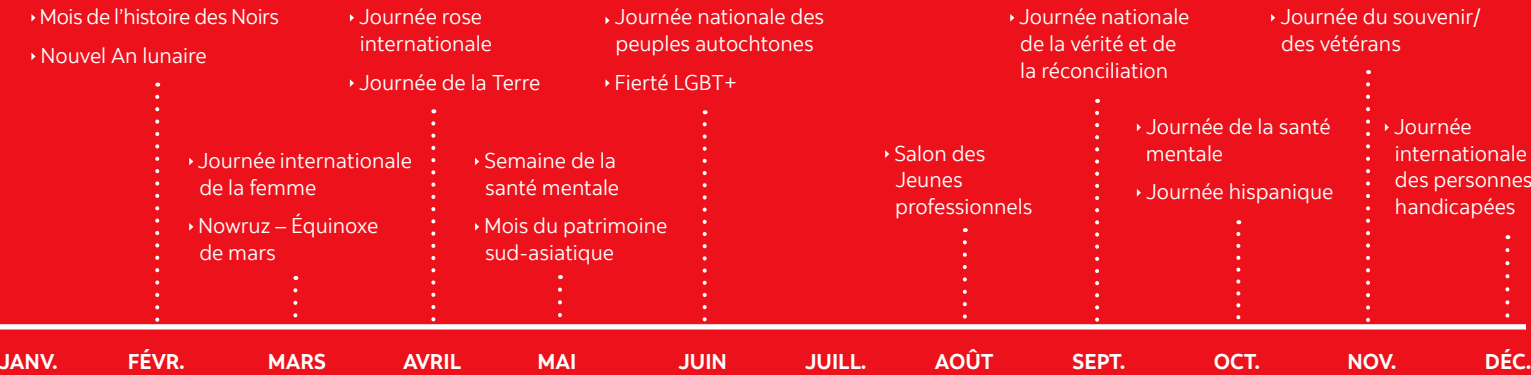 ‣ Mois de l’histoire des Noirs
‣ Nouvel An lunaire
‣ Journée internationale
de la femme
‣ Nowruz – Équinoxe
de mars
‣ Journée rose
internationale
‣ Journée de la Terre
‣ Semaine de la
santé mentale
‣ Mois du patrimoine
sud-asiatique
‣ Journée nationale des
peuples autochtones
‣ Fierté LGBT+
‣ Salon des
Jeunes
professionnels
‣ Journée nationale
de la vérité et de
la réconciliation
‣ Journée de la santé
mentale
‣ Journée hispanique
‣ Journée du souvenir/
des vétérans
‣ Journée
internationale
des personnes
handicapées
JANV. FÉVR. MARS AVRIL MAI JUIN JUILL. AOÛT SEPT. OCT. NOV. DÉC.